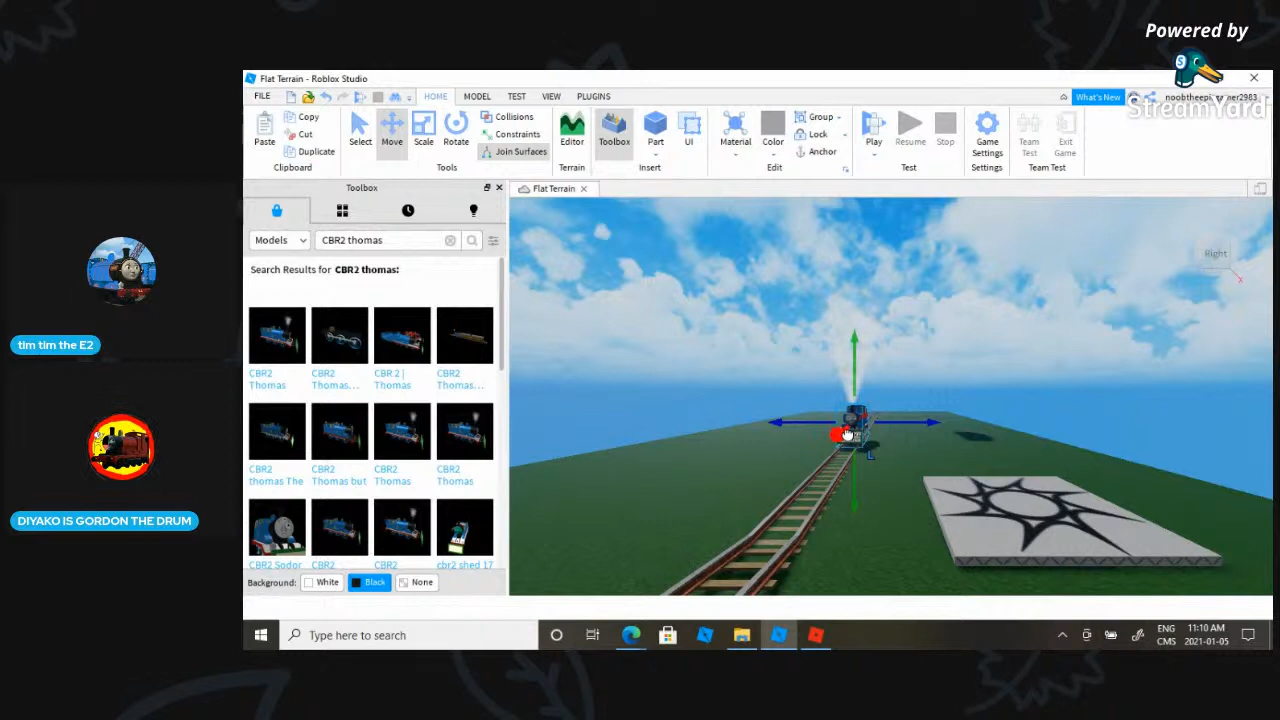 Powered by
StreamYard
Flat Terrain - Roblox Studio
FILE
HOME
MODEL
TEST
VIEW
PLUGINS
What's New
Paste
Copy
Cut
Duplicate
Clipboard
Select
Move
Scale
Rotate
Collisions
Constraints
Join Surfaces
Tools
Editor
Terrain
Toolbox
Part
UI
Insert
Material
Color
Group
Lock
Anchor
Edit
Play
Resume
Stop
Test
Game
Settings
Settings
Team
Test
Exit
Game
Team Test
Toolbox
Flat Terrain
Models
CBR2 thomas
Search Results for CBR2 thomas:
CBR2
Thomas
CBR2
Thomas...
CBR 2 |
Thomas
CBR2
Thomas...
CBR2
thomas The
CBR2
Thomas but
CBR2
Thomas
CBR2
Thomas
CBR2 Sodor
CBR2
CBR2
cbr2 shed 17
Background:
White
Black
None
Right
X
tim tim the E2
DIYAKO IS GORDON THE DRUM
Type here to search
ENG
CMS
11:10 AM
2021-01-05